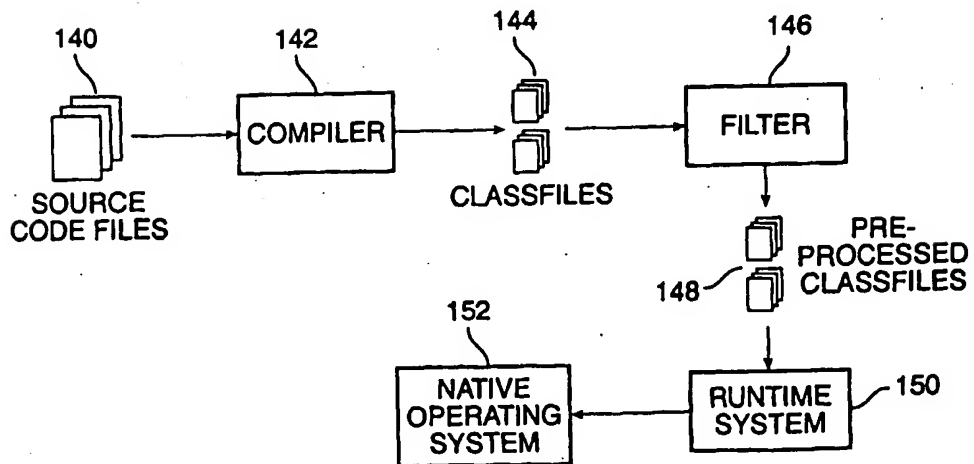 140
142
144
146
COMPILER
FILTER
SOURCE
CODE FILES
CLASSFILES
PRE-
PROCESSED
CLASSFILES
148
152
NATIVE
OPERATING
SYSTEM
RUNTIME
SYSTEM
150